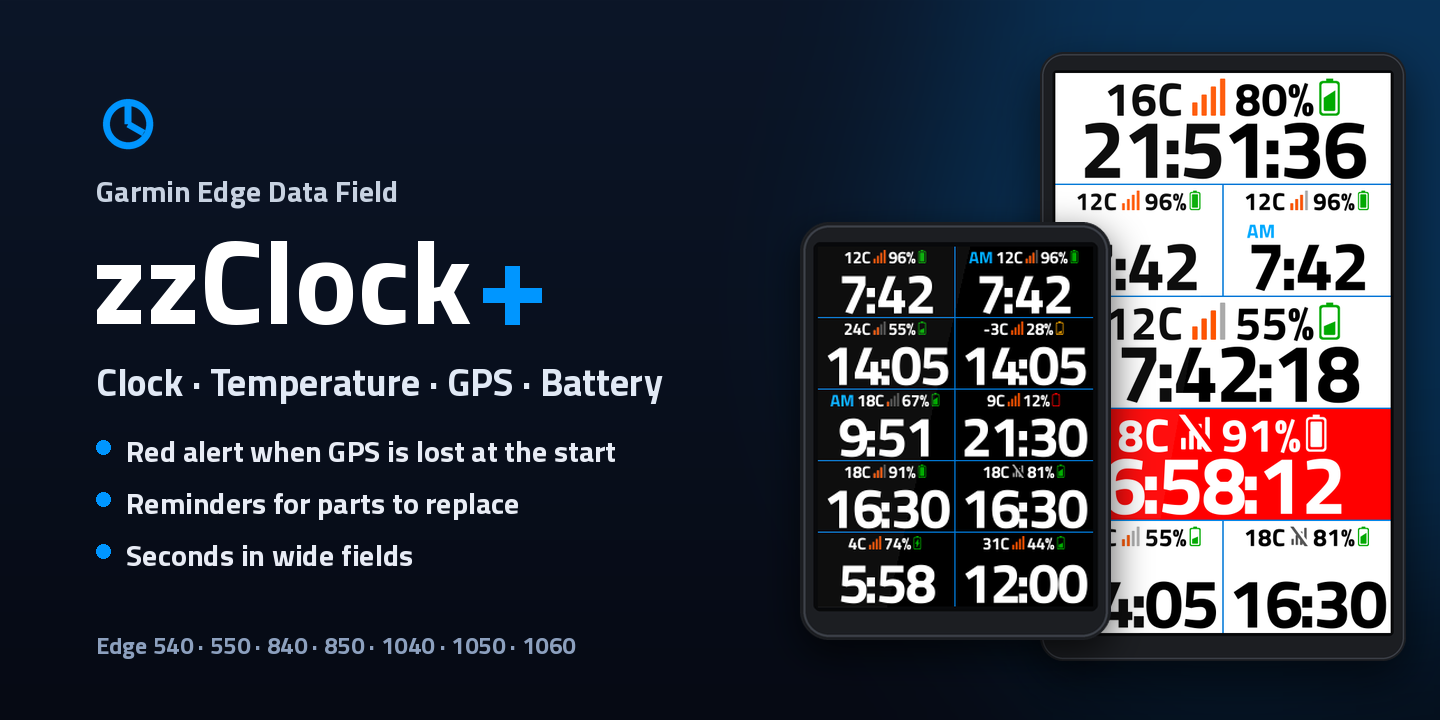 Garmin Edge Data Field
zzClock+
Clock · Temperature · GPS · Battery
Red alert when GPS is lost at the start
Reminders for parts to replace
Seconds in wide fields
Edge 540 · 550 · 840 · 850 · 1040 · 1050 · 1060
12C 96%
7:42
AM 12C 96%
7:42
24C 55%
14:05
-3C 28%
14:05
AM 18C 67%
9:51
9C 12%
21:30
18C 91%
16:30
18C 81%
16:30
4C 74%
5:58
31C 44%
12:00
16C 80%
21:51:36
12C 96%
:42
12C 96%
AM
7:42
12C 55%
7:42:18
8C 91%
6:58:12
55%
4:05
18C 81%
16:30